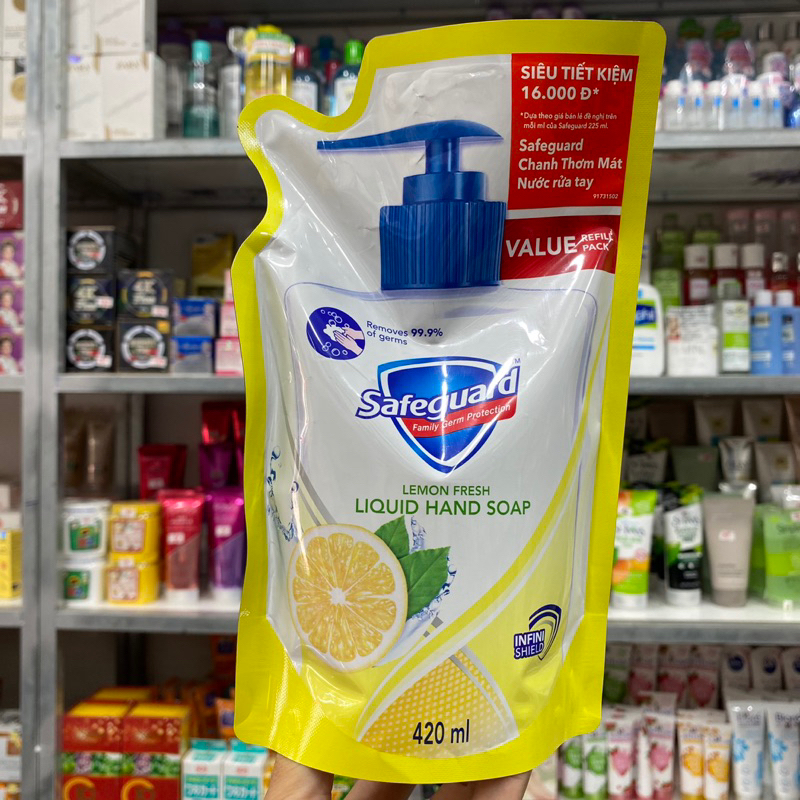 SIÊU TIẾT KIỆM
16.000 Đ*
*Dựa theo giá bán lẻ đề nghị trên
mỗi ml của Safeguard 225 ml.
Safeguard
Chanh Thơm Mát
Nước rửa tay
91731502
VALUE REFILL
PACK
Removes 99.9%
of germs
Safeguard™
Family Germ Protection
LEMON FRESH
LIQUID HAND SOAP
INFINI
SHIELD
420 ml